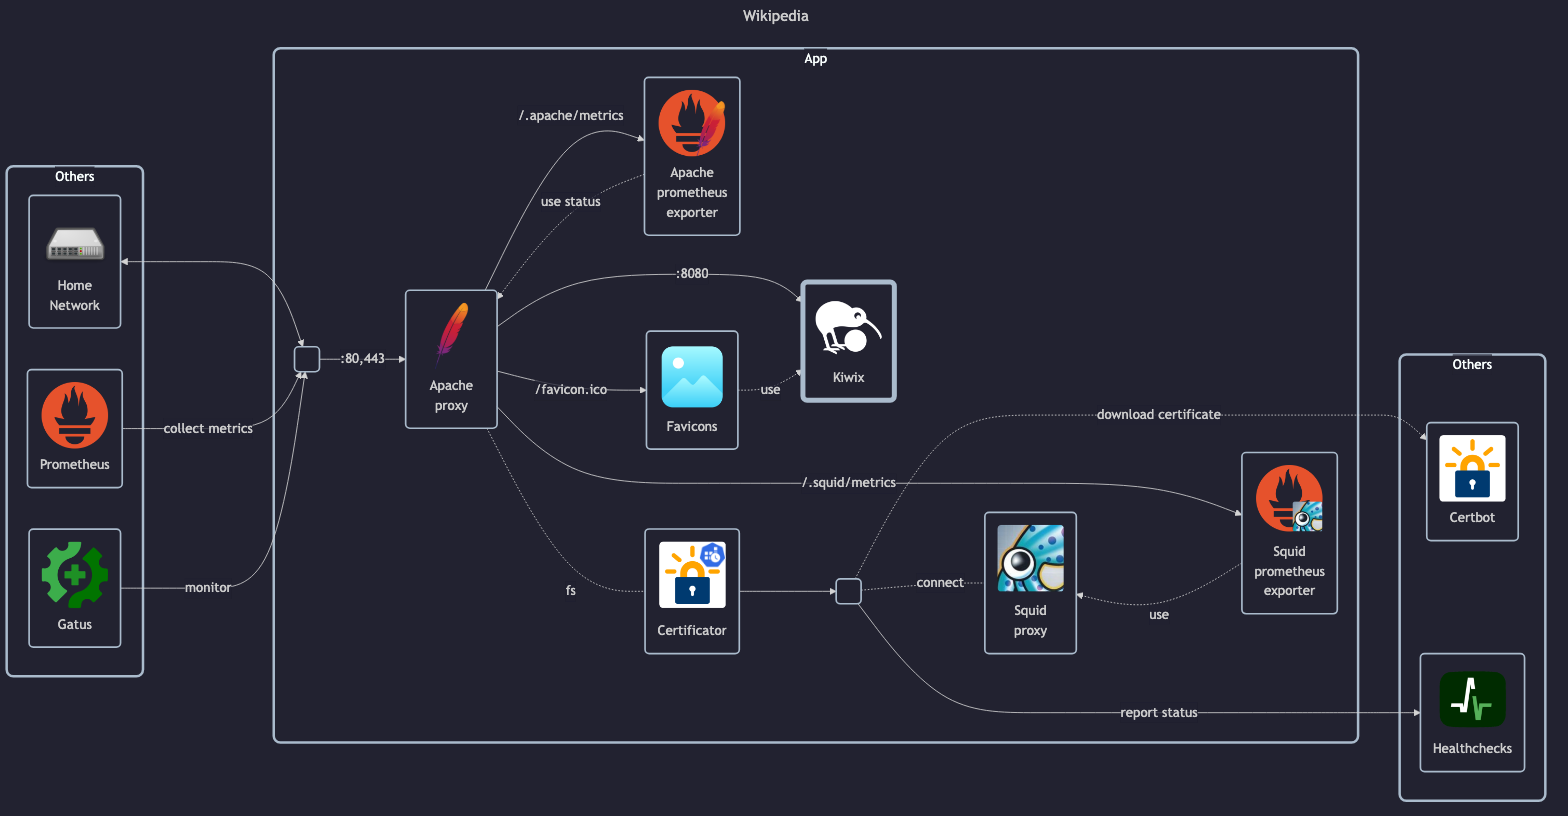 Wikipedia
App
Others
Home
Network
Prometheus
Gatus
collect metrics
monitor
:80,443
Apache
proxy
/.apache/metrics
use status
Apache
prometheus
exporter
:8080
/favicon.ico
Favicons
use
Kiwix
/.squid/metrics
fs
Certificator
connect
Squid
proxy
use
Squid
prometheus
exporter
download certificate
report status
Others
Certbot
Healthchecks